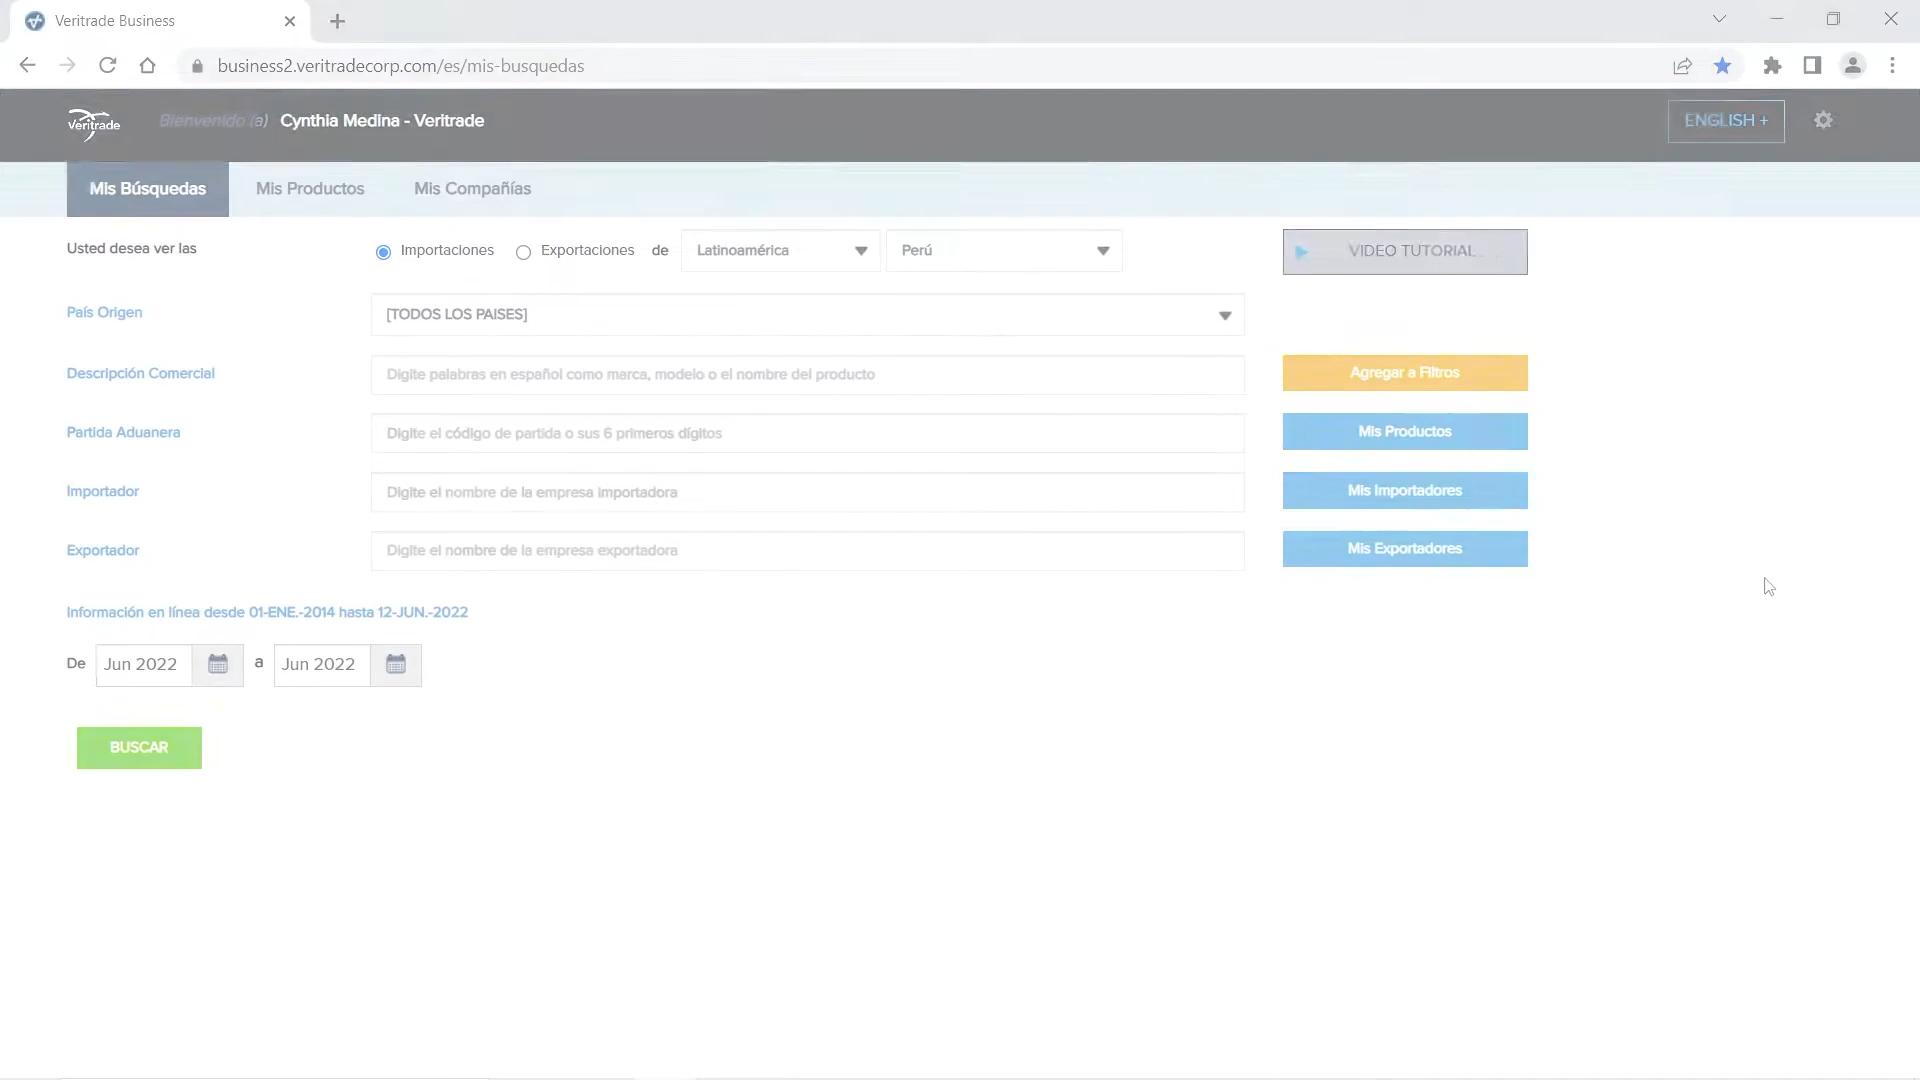 Veritrade Business
business2.veritradecorp.com/es/mis-busquedas
Veritrade
Bienvenido (a) Cynthia Medina - Veritrade
ENGLISH +
Mis Búsquedas Mis Productos Mis Compañías
Usted desea ver las Importaciones Exportaciones de Latinoamérica Perú VIDEO TUTORIAL
País Origen [TODOS LOS PAISES]
Descripción Comercial Digite palabras en español como marca, modelo o el nombre del producto Agregar a Filtros
Partida Aduanera Digite el código de partida o sus 6 primeros dígitos Mis Productos
Importador Digite el nombre de la empresa importadora Mis Importadores
Exportador Digite el nombre de la empresa exportadora Mis Exportadores
Información en línea desde 01-ENE.-2014 hasta 12-JUN.-2022
De Jun 2022 a Jun 2022
BUSCAR